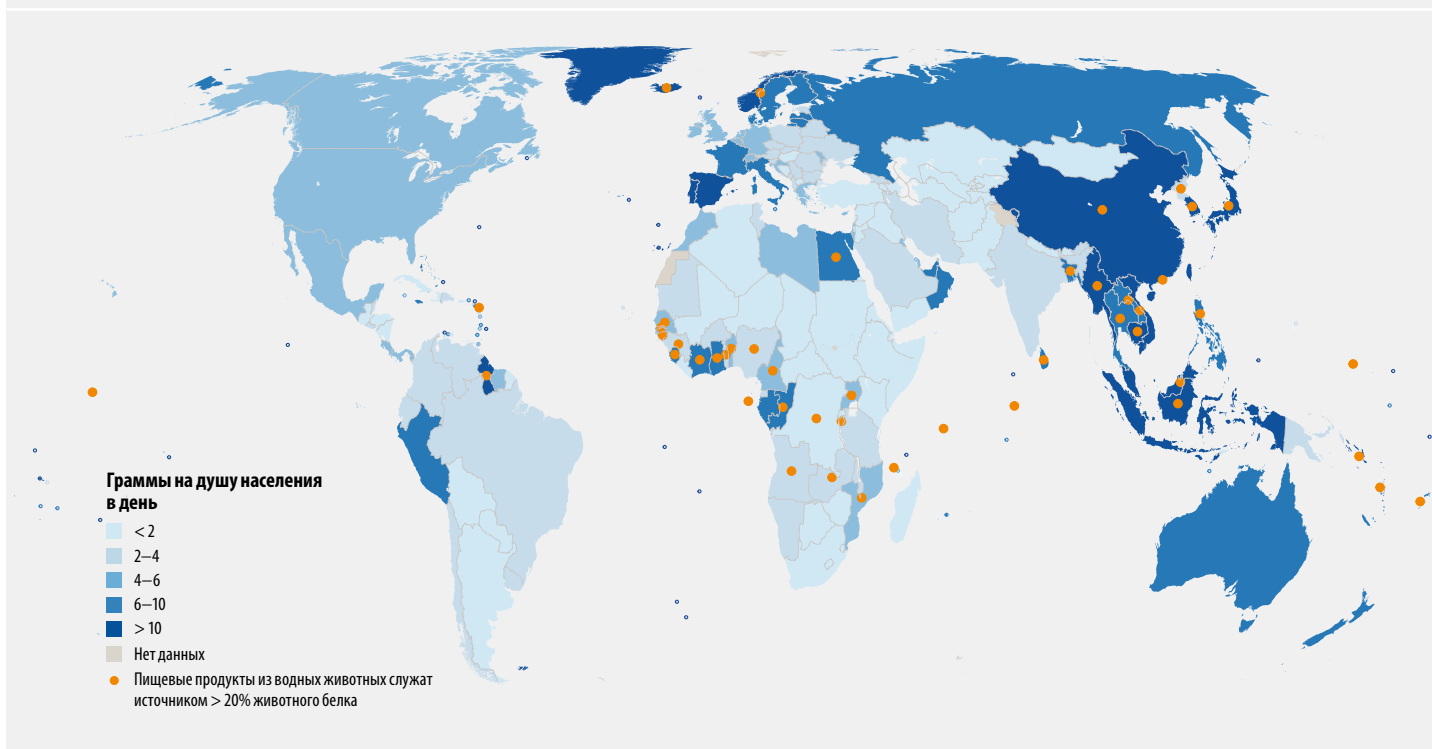 Граммы на душу населения
в день
< 2
2–4
4–6
6–10
> 10
Нет данных
Пищевые продукты из водных животных служат
источником > 20% животного белка